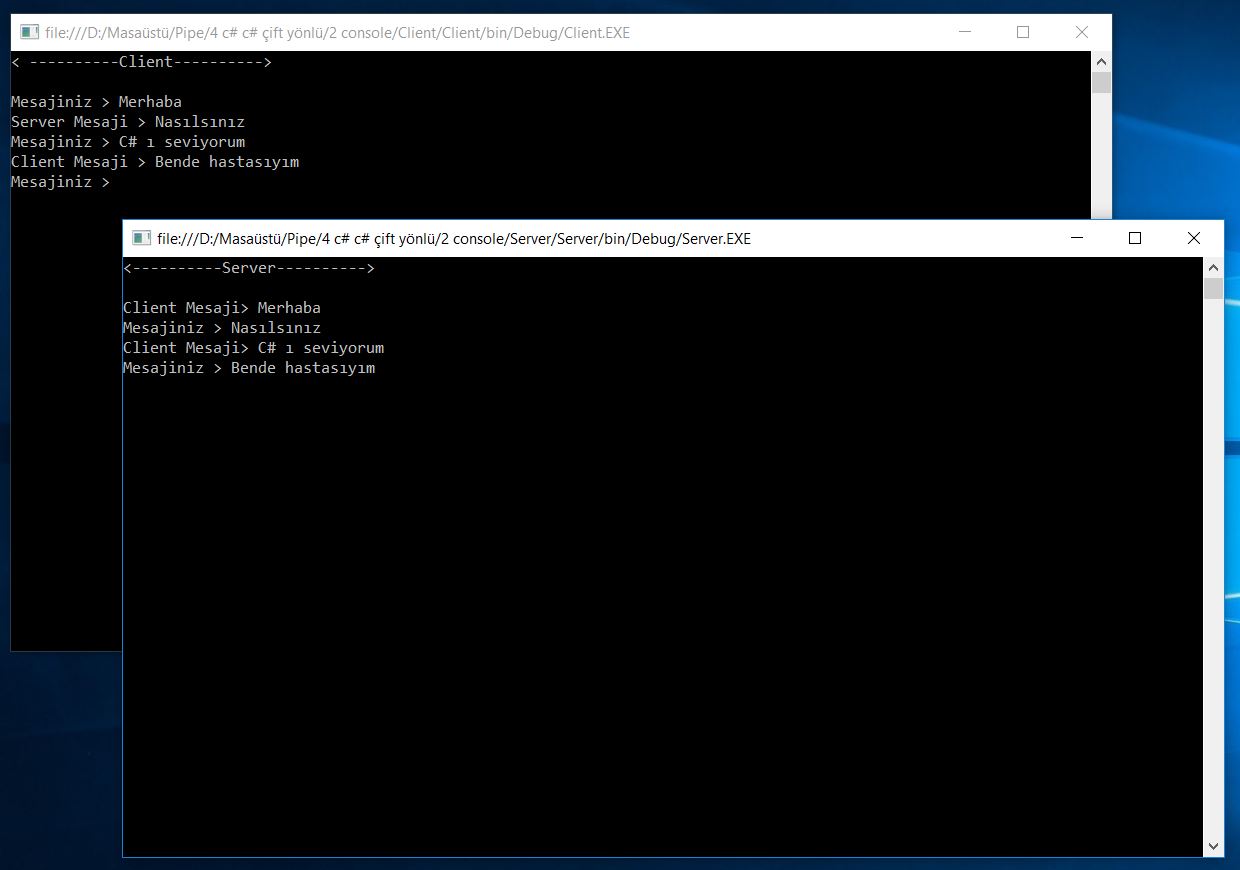 file:///D:/Masaüstü/Pipe/4 c# c# çift yönlü/2 console/Client/Client/bin/Debug/Client.EXE
< ----------Client---------->
Mesajiniz > Merhaba
Server Mesaji > Nasılsınız
Mesajiniz > C# ı seviyorum
Client Mesaji > Bende hastasıyım
Mesajiniz >
file:///D:/Masaüstü/Pipe/4 c# c# çift yönlü/2 console/Server/Server/bin/Debug/Server.EXE
<----------Server---------->
Client Mesaji> Merhaba
Mesajiniz > Nasılsınız
Client Mesaji> C# ı seviyorum
Mesajiniz > Bende hastasıyım